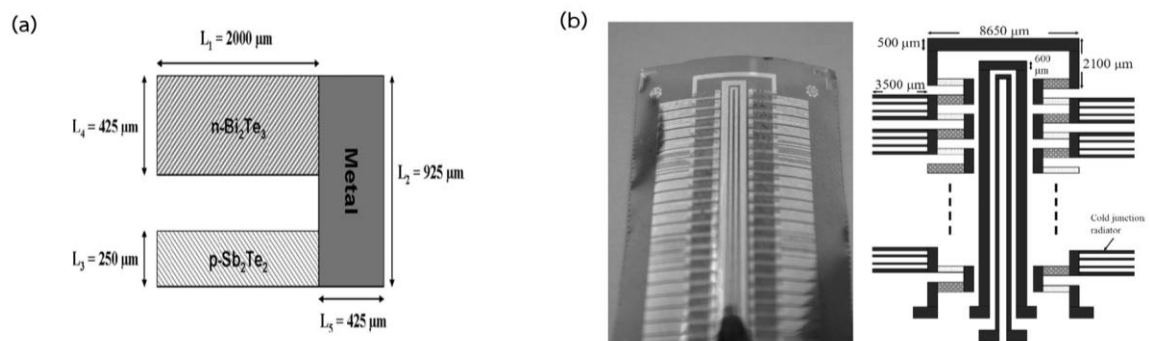 (a)
L₁ = 2000 µm
L₄ = 425 µm
n-Bi₂Te₃
Metal
L₂ = 925 µm
L₃ = 250 µm
p-Sb₂Te₂
L₅ = 425 µm
(b)
8650 µm
500 µm
600
µm
2100 µm
3500 µm
Cold junction
radiator